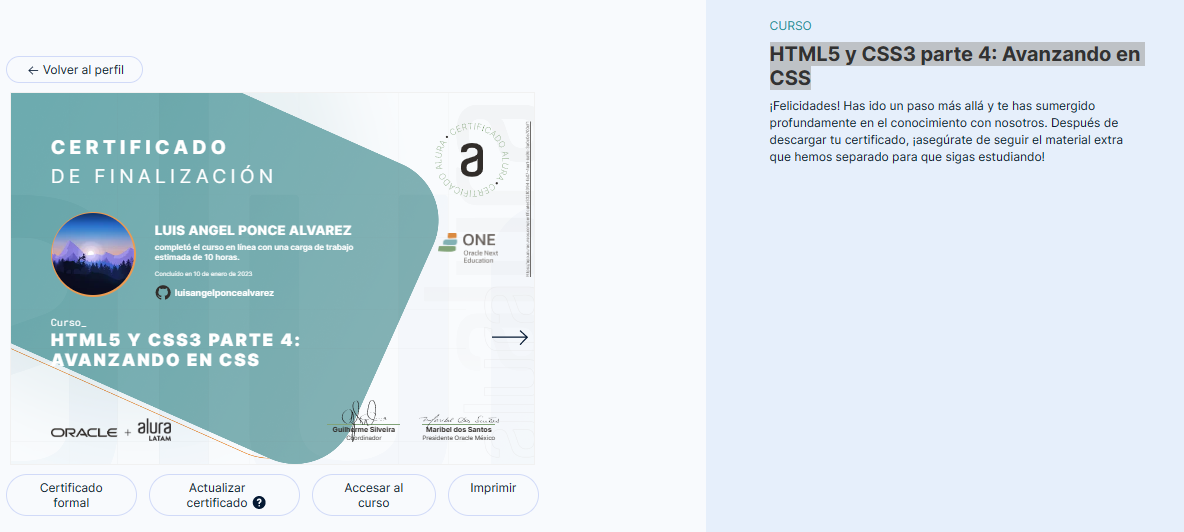 ← Volver al perfil
CERTIFICADO
DE FINALIZACIÓN
LUIS ANGEL PONCE ALVAREZ
completó el curso en línea con una carga de trabajo
estimada de 10 horas.
Concluido en 10 de enero de 2023
luisangelponcealvarez
Curso_
HTML5 Y CSS3 PARTE 4:
AVANZANDO EN CSS
ORACLE + alura
LATAM
CERTIFICADO ALURA • CERTIFICADO ALURA •
a
ONE
Oracle Next
Education
Guilherme Silveira
Coordinador
Maribel dos Santos
Maribel dos Santos
Presidente Oracle México
Certificado
formal
Actualizar
certificado ?
Accesar al
curso
Imprimir
CURSO
HTML5 y CSS3 parte 4: Avanzando en
CSS
¡Felicidades! Has ido un paso más allá y te has sumergido
profundamente en el conocimiento con nosotros. Después de
descargar tu certificado, ¡asegúrate de seguir el material extra
que hemos separado para que sigas estudiando!